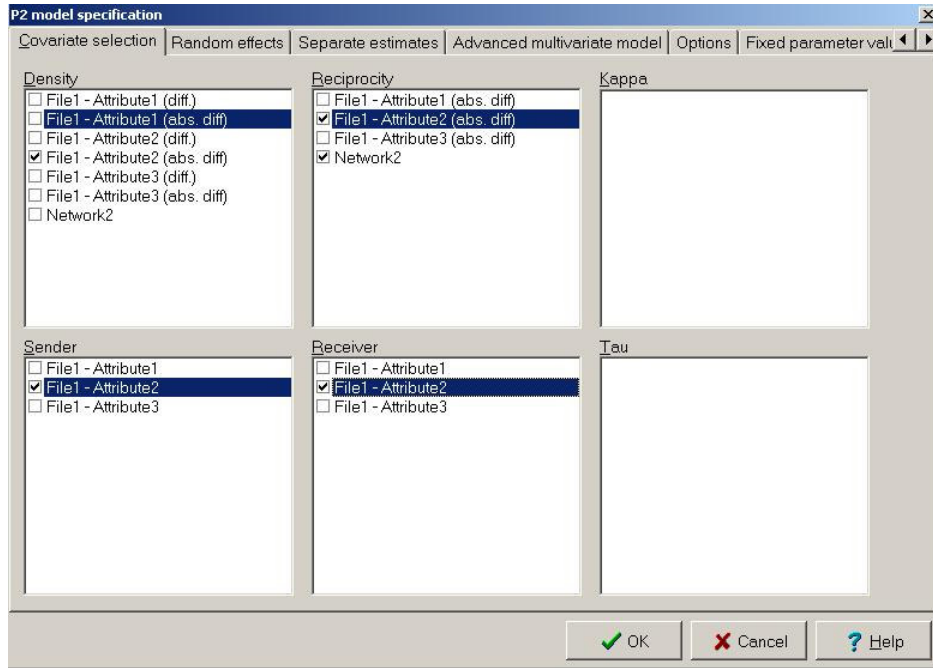 P2 model specification
Covariate selection Random effects Separate estimates Advanced multivariate model Options Fixed parameter valu
Density
File1 - Attribute1 (diff.)
File1 - Attribute1 (abs. diff)
File1 - Attribute2 (diff.)
File1 - Attribute2 (abs. diff)
File1 - Attribute3 (diff.)
File1 - Attribute3 (abs. diff)
Network2
Reciprocity
File1 - Attribute1 (abs. diff)
File1 - Attribute2 (abs. diff)
File1 - Attribute3 (abs. diff)
Network2
Kappa
Sender
File1 - Attribute1
File1 - Attribute2
File1 - Attribute3
Receiver
File1 - Attribute1
File1 - Attribute2
File1 - Attribute3
Tau
OK Cancel ? Help